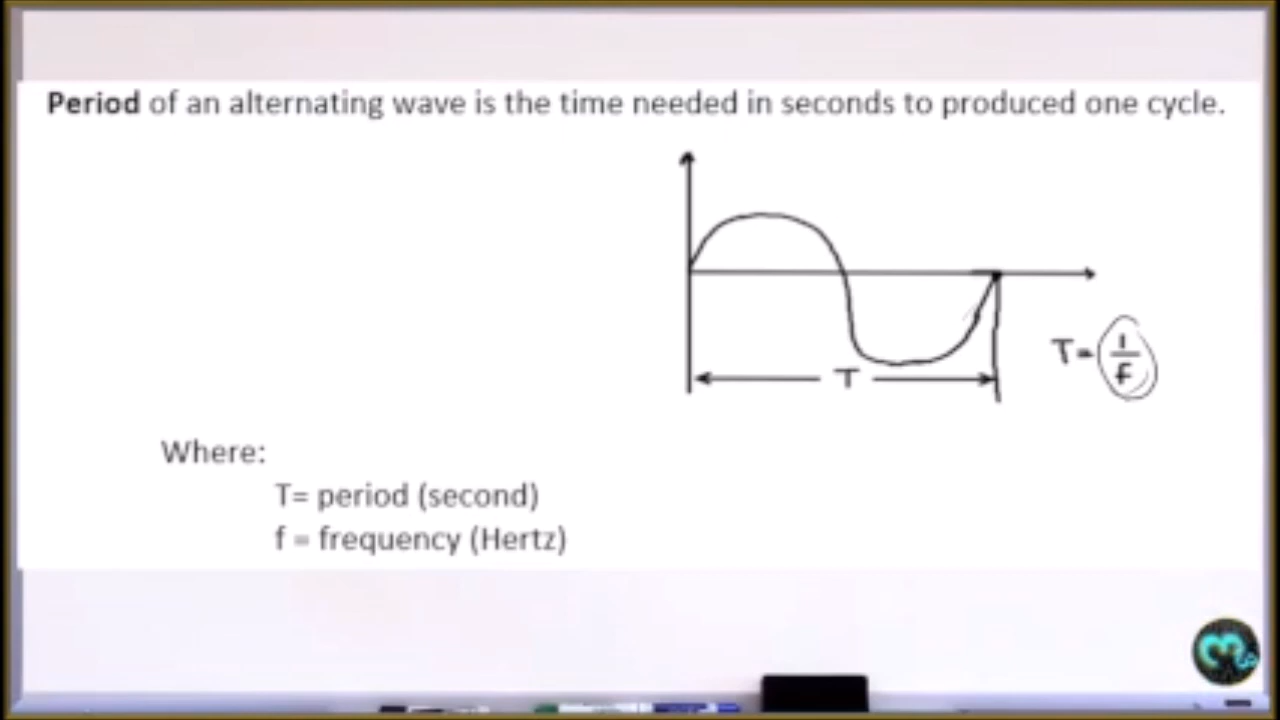 Period of an alternating wave is the time needed in seconds to produced one cycle.
T
T = 1/f
Where:
T= period (second)
f = frequency (Hertz)